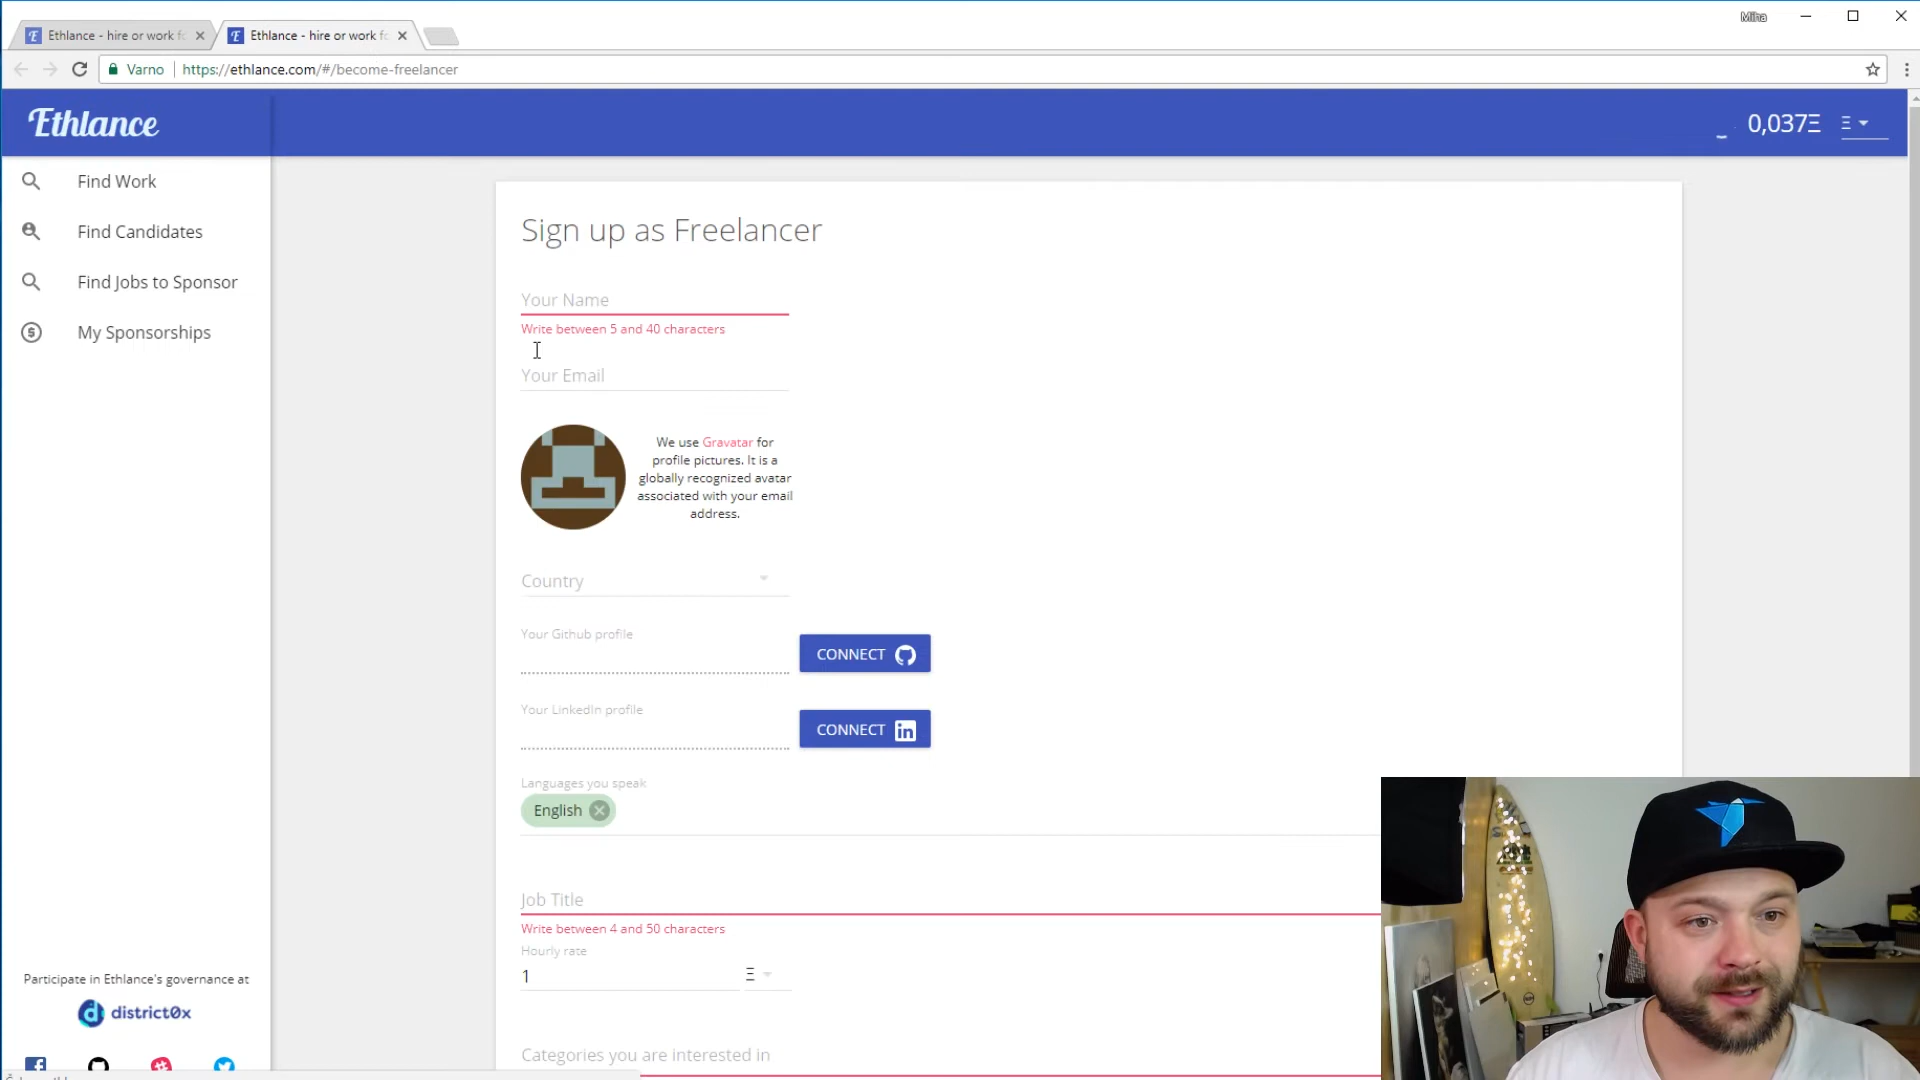 Miha
Ethlance - hire or work fo
Ethlance - hire or work fo
Varno
https://ethlance.com/#/become-freelancer
Ethlance
0,037Ξ
Ξ
Find Work
Find Candidates
Find Jobs to Sponsor
My Sponsorships
Sign up as Freelancer
Your Name
Write between 5 and 40 characters
Your Email
We use Gravatar for
profile pictures. It is a
globally recognized avatar
associated with your email
address.
Country
Your Github profile
CONNECT
Your LinkedIn profile
CONNECT in
Languages you speak
English
Job Title
Write between 4 and 50 characters
Hourly rate
1 Ξ
Categories you are interested in
Participate in Ethlance's governance at
district0x